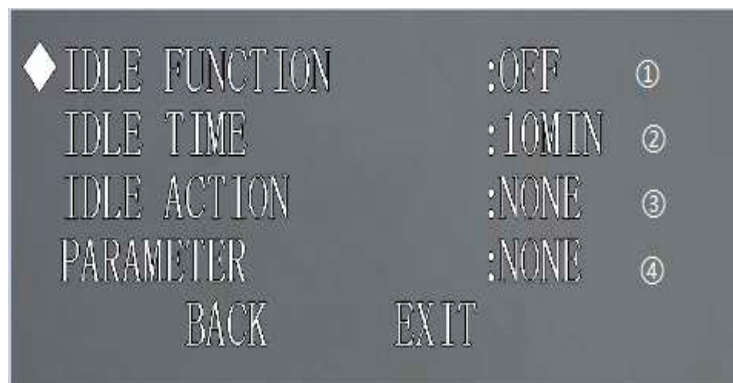 IDLE FUNCTION :OFF ①
IDLE TIME :10MIN ②
IDLE ACTION :NONE ③
PARAMETER :NONE ④
BACK EXIT